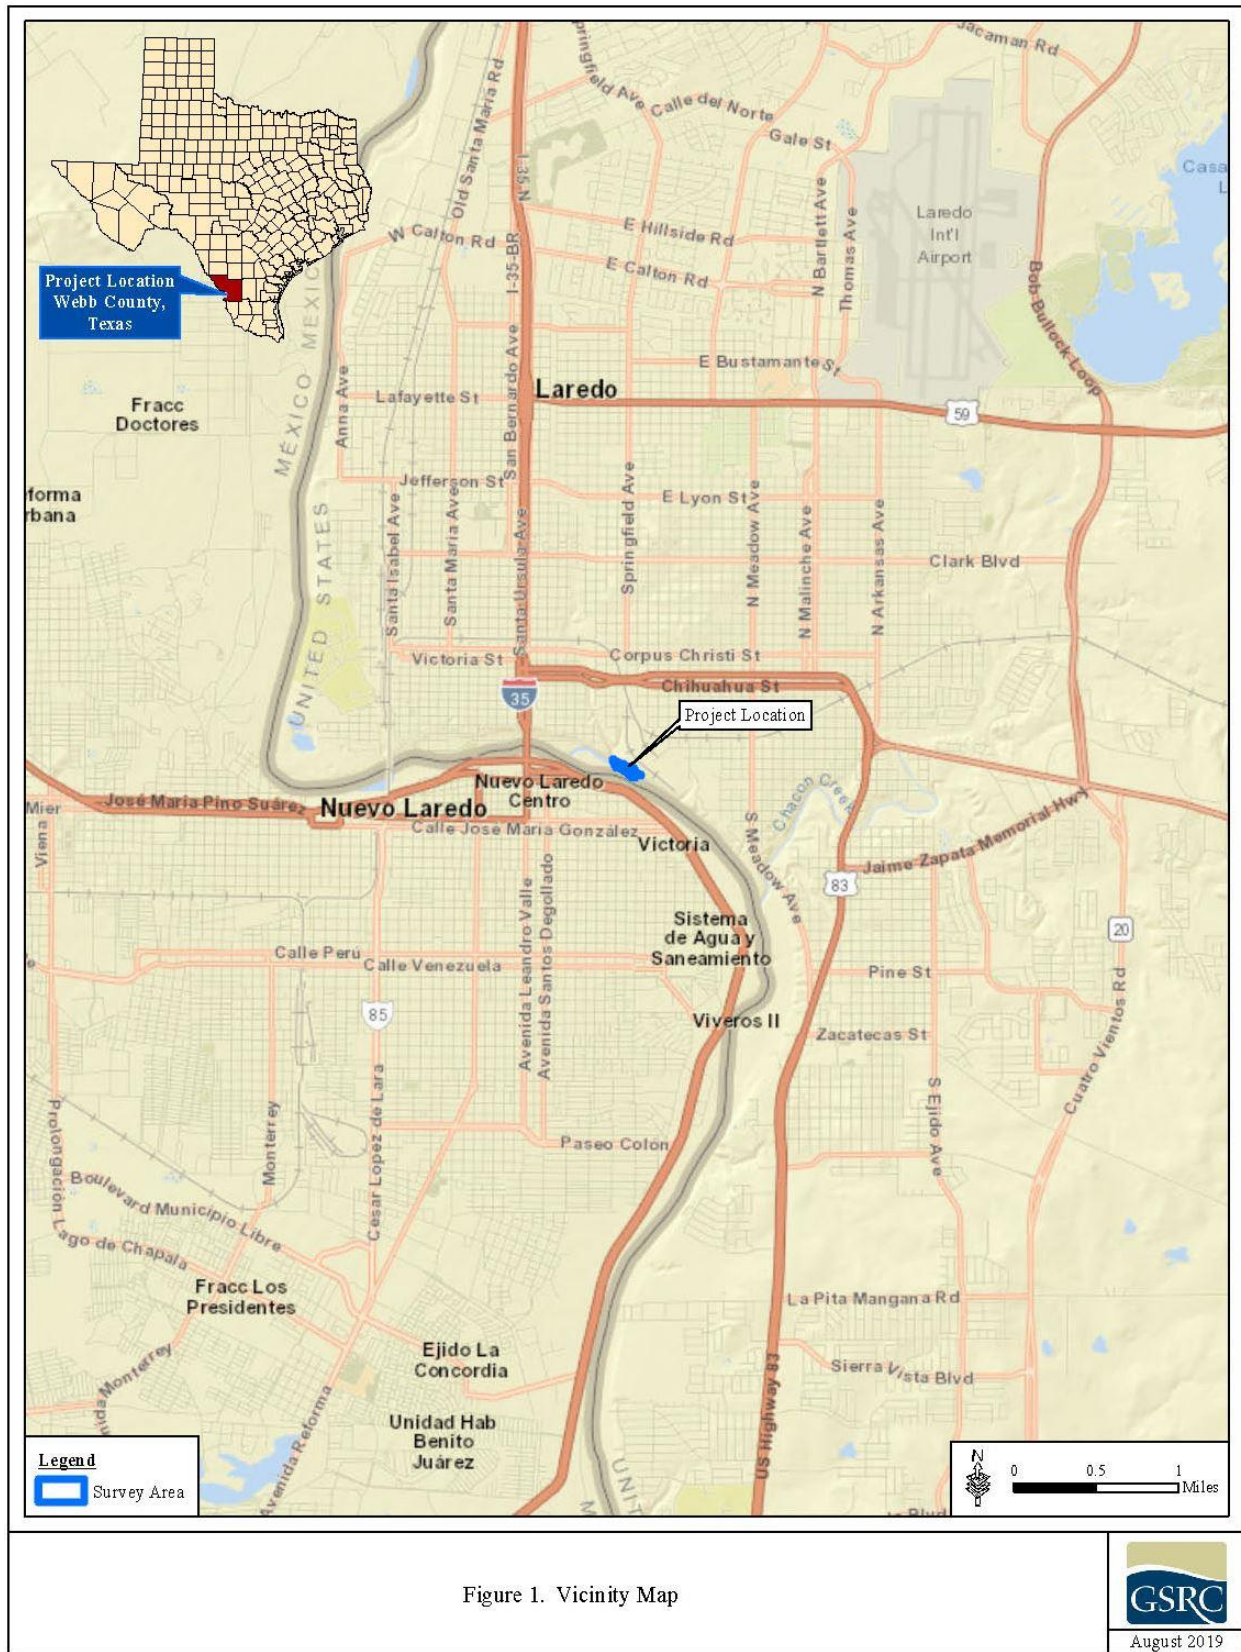 Jacaman Rd
Springfield Ave
Calle del Norte
Gale St
Old Santa Maria Rd
I-35-N
Casa
L
Laredo
Int'l
Airport
N Bartlett Ave
Thomas Ave
W Calton Rd
E Hillside Rd
E Calton Rd
I-35-BR
Bob Bullock Loop
Project Location
Webb County,
Texas
MÉXICO MEXICO
San Bernardo Ave
E Bustamante St
Anna Ave
Lafayette St
Laredo
59
Fracc
Doctores
Jefferson St
Springfield Ave
E Lyon St
N Meadow Ave
N Malinche Ave
N Arkansas Ave
forma
rbana
UNITED STATES
Santa Isabel Ave
Santa Maria Ave
Santa Ursula Ave
Clark Blvd
Victoria St
Corpus Christi St
Chihuahua St
35
Project Location
Nuevo Laredo
Centro
Mier
José Maria Pino Suárez
Nuevo Laredo
Calle José Maria González
Victoria
Chacon Creek
S Meadow Ave
Jaime Zapata Memorial Hwy
83
Viena
Avenida Leandro Valle
Avenida Santos Degollado
Sistema
de Agua y
Saneamiento
20
Calle Perú
Calle Venezuela
Pine St
85
Viveros II
Zacatecas St
Cuatro Vientos Rd
Prolongación Lago de Chapala
Monterrey
Cesar Lopez de Lara
Paseo Colón
S Ejido Ave
Boulevard Municipio Libre
Fracc Los
Presidentes
La Pita Mangana Rd
Ejido La
Concordia
Sierra Vista Blvd
nida Monterrey
Avenida Reforma
US Highway 83
Unidad Hab
Benito
Juárez
UNIT
M
Legend
Survey Area
N
0 0.5 1
Miles
Blvd
Figure 1. Vicinity Map
GSRC
August 2019